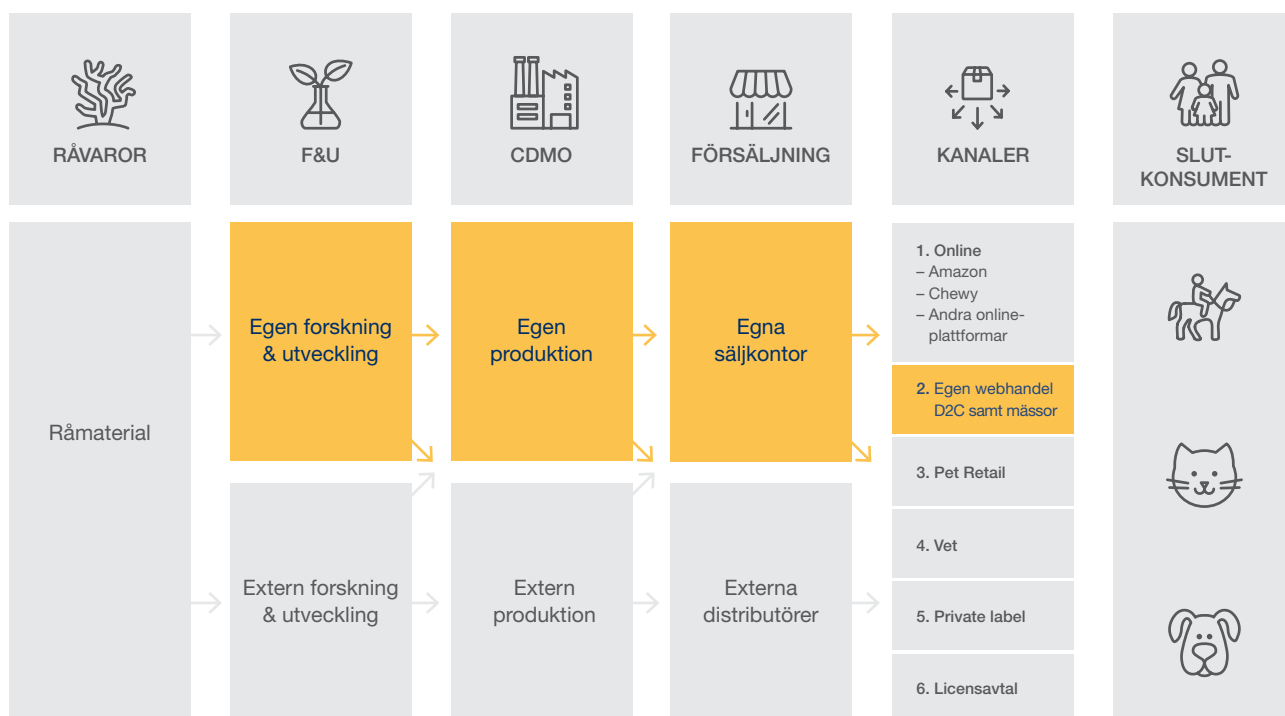 RÅVAROR
F&U
CDMO
FÖRSÄLJNING
KANALER
SLUT-
KONSUMENT
Råmaterial
Egen forskning
& utveckling
Egen
produktion
Egna
säljkontor
1. Online
– Amazon
– Chewy
– Andra online-
plattformar
2. Egen webhandel
D2C samt mässor
3. Pet Retail
4. Vet
5. Private label
6. Licensavtal
Extern forskning
& utveckling
Extern
produktion
Externa
distributörer